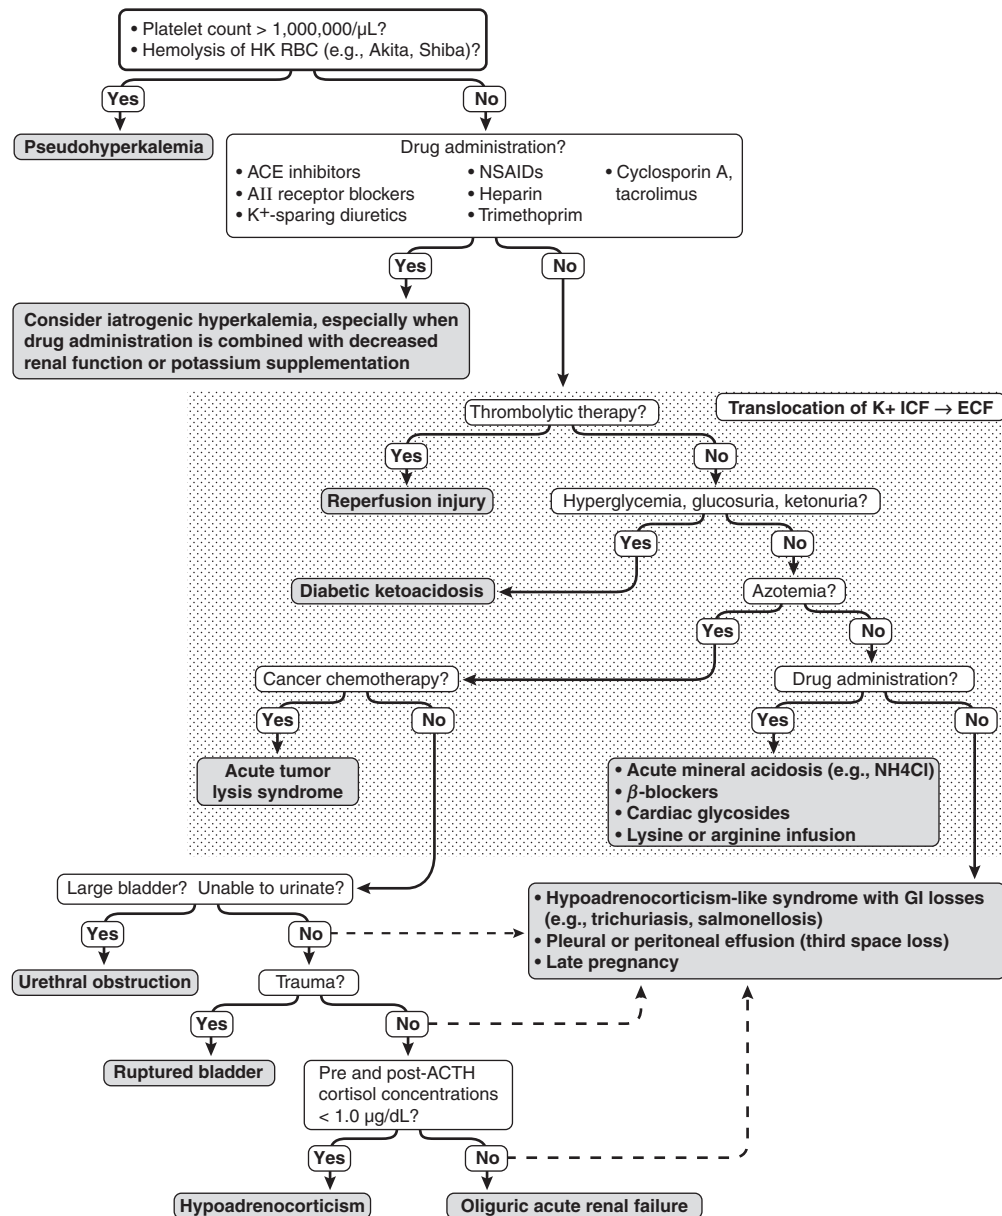 • Platelet count > 1,000,000/µL?
• Hemolysis of HK RBC (e.g., Akita, Shiba)?
Yes
No
Pseudohyperkalemia
Drug administration?
• ACE inhibitors
• AII receptor blockers
• K+-sparing diuretics
• NSAIDs
• Heparin
• Trimethoprim
• Cyclosporin A,
tacrolimus
Yes
No
Consider iatrogenic hyperkalemia, especially when
drug administration is combined with decreased
renal function or potassium supplementation
Translocation of K+ ICF → ECF
Thrombolytic therapy?
Yes
No
Reperfusion injury
Hyperglycemia, glucosuria, ketonuria?
Yes
No
Diabetic ketoacidosis
Azotemia?
Yes
No
Cancer chemotherapy?
Drug administration?
Yes
No
Yes
No
Acute tumor
lysis syndrome
• Acute mineral acidosis (e.g., NH4Cl)
• β-blockers
• Cardiac glycosides
• Lysine or arginine infusion
Large bladder? Unable to urinate?
Yes
No
• Hypoadrenocorticism-like syndrome with GI losses
(e.g., trichuriasis, salmonellosis)
• Pleural or peritoneal effusion (third space loss)
• Late pregnancy
Urethral obstruction
Trauma?
Yes
No
Ruptured bladder
Pre and post-ACTH
cortisol concentrations
< 1.0 µg/dL?
Yes
No
Hypoadrenocorticism
Oliguric acute renal failure